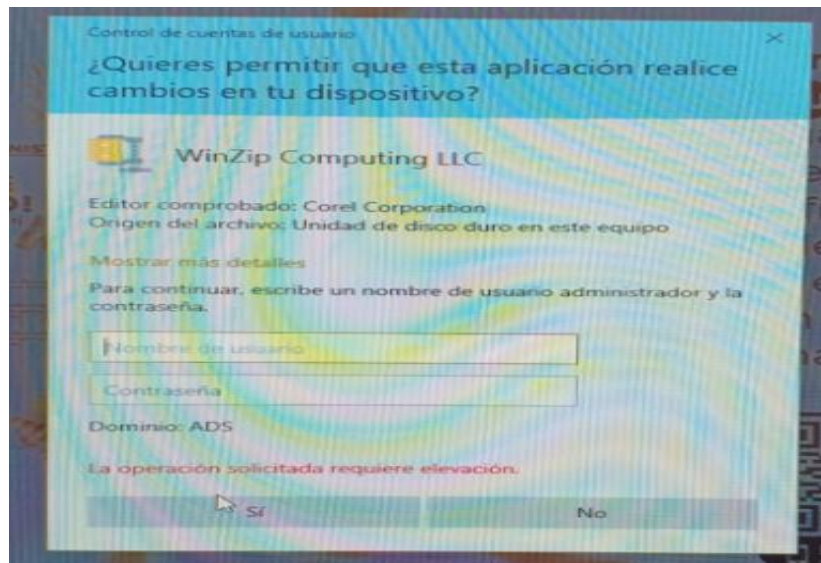 Control de cuentas de usuario
¿Quieres permitir que esta aplicación realice
cambios en tu dispositivo?
WinZip Computing LLC
Editor comprobado: Corel Corporation
Origen del archivo: Unidad de disco duro en este equipo
Mostrar más detalles
Para continuar, escribe un nombre de usuario administrador y la
contraseña.
Nombre de usuario
Contraseña
Dominio: ADS
La operación solicitada requiere elevación.
Sí
No